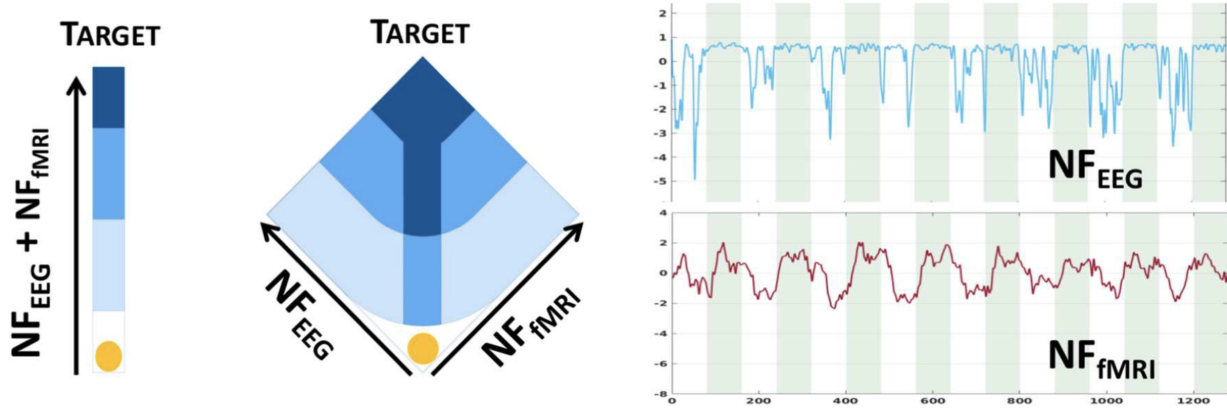 TARGET
NF_EEG + NF_fMRI
TARGET
NF_EEG
NF_fMRI
2
1
0
-1
-2
-3
-4
-5
NF_EEG
4
2
0
-2
-4
-6
-8
NF_fMRI
0 200 400 600 800 1000 1200